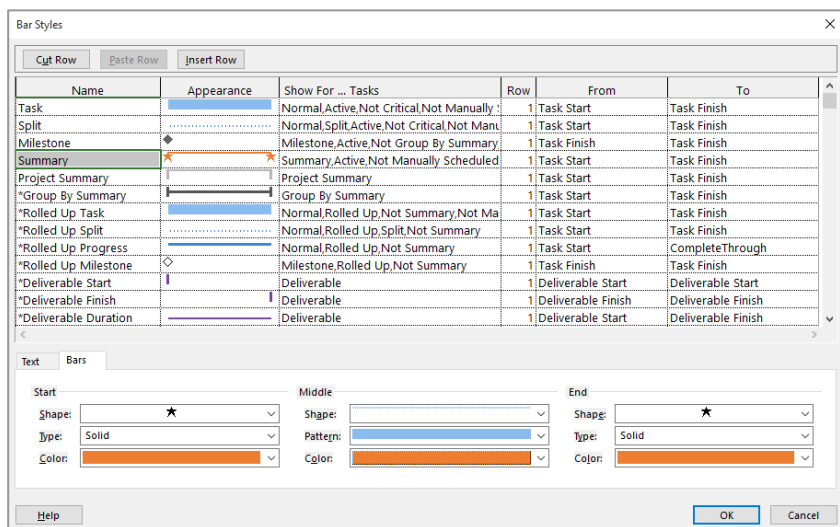 Bar Styles
Cut Row Paste Row Insert Row
Name Appearance Show For ... Tasks Row From To
Task Normal,Active,Not Critical,Not Manually 1 Task Start Task Finish
Split Normal,Split,Active,Not Critical,Not Manu 1 Task Start Task Finish
Milestone Milestone,Active,Not Group By Summary 1 Task Finish Task Finish
Summary Summary,Active,Not Manually Scheduled 1 Task Start Task Finish
Project Summary Project Summary 1 Task Start Task Finish
*Group By Summary Group By Summary 1 Task Start Task Finish
*Rolled Up Task Normal,Rolled Up,Not Summary,Not Ma 1 Task Start Task Finish
*Rolled Up Split Normal,Rolled Up,Split,Not Summary 1 Task Start Task Finish
*Rolled Up Progress Normal,Rolled Up,Not Summary 1 Task Start CompleteThrough
*Rolled Up Milestone Milestone,Rolled Up,Not Summary 1 Task Finish Task Finish
*Deliverable Start Deliverable 1 Deliverable Start Deliverable Start
*Deliverable Finish Deliverable 1 Deliverable Finish Deliverable Finish
*Deliverable Duration Deliverable 1 Deliverable Start Deliverable Finish
Text Bars
Start Middle End
Shape: Shape: Shape:
Type: Solid Pattern: Type: Solid
Color: Color: Color:
Help OK Cancel